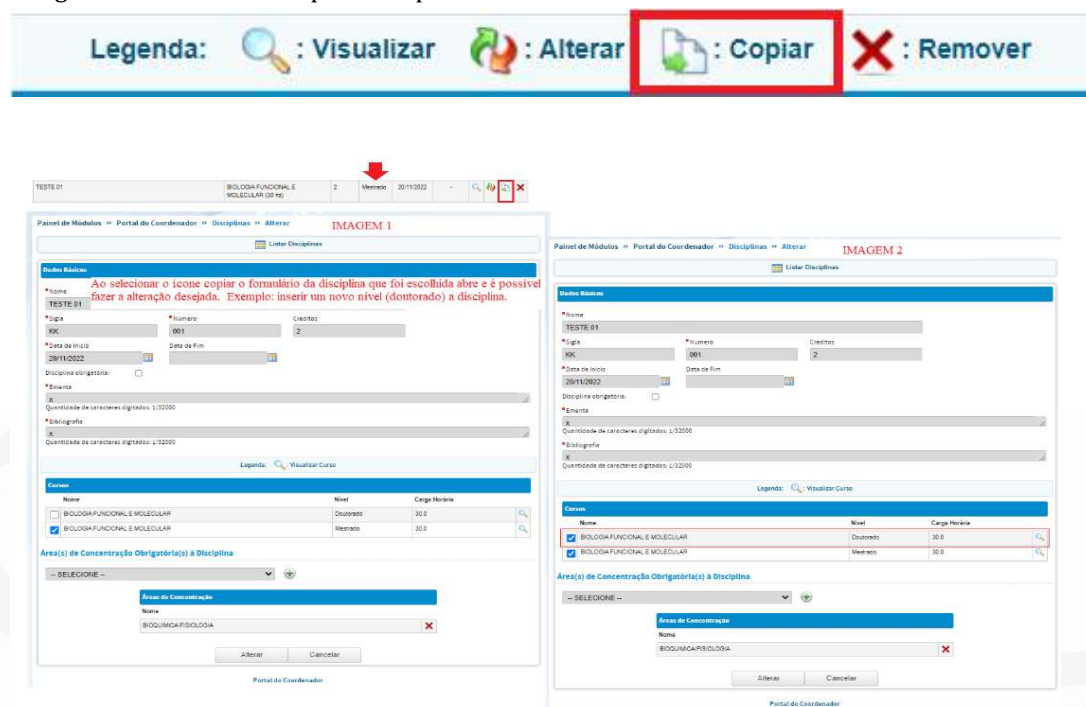 Legenda: : Visualizar : Alterar : Copiar : Remover
TESTE 01 BIOLOGIA FUNCIONAL E MOLECULAR (30 hs) 2 Mestrado 20/11/2022 -
Painel de Módulos » Portal do Coordenador » Disciplinas » Alterar
IMAGEM 1
Listar Disciplinas
Dados Básicos
Ao selecionar o ícone copiar o formulário da disciplina que foi escolhida abre e é possível
fazer a alteração desejada. Exemplo: inserir um novo nível (doutorado) a disciplina.
*Nome
TESTE 01
*Sigla *Número Créditos
KK 001 2
*Data de Início Data de Fim
20/11/2022
Disciplina obrigatória:
*Ementa
x
Quantidade de caracteres digitados: 1/32000
*Bibliografia
x
Quantidade de caracteres digitados: 1/32000
Legenda: : Visualizar Curso
Cursos
Nome Nível Carga Horária
BIOLOGIA FUNCIONAL E MOLECULAR Doutorado 30.0
BIOLOGIA FUNCIONAL E MOLECULAR Mestrado 30.0
Área(s) de Concentração Obrigatória(s) à Disciplina
-- SELECIONE --
Áreas de Concentração
Nome
BIOQUIMICA/FISIOLOGIA
Alterar Cancelar
Portal do Coordenador
Painel de Módulos » Portal do Coordenador » Disciplinas » Alterar
IMAGEM 2
Listar Disciplinas
Dados Básicos
*Nome
TESTE 01
*Sigla *Número Créditos
KK 001 2
*Data de Início Data de Fim
20/11/2022
Disciplina obrigatória:
*Ementa
x
Quantidade de caracteres digitados: 1/32000
*Bibliografia
x
Quantidade de caracteres digitados: 1/32000
Legenda: : Visualizar Curso
Cursos
Nome Nível Carga Horária
BIOLOGIA FUNCIONAL E MOLECULAR Doutorado 30.0
BIOLOGIA FUNCIONAL E MOLECULAR Mestrado 30.0
Área(s) de Concentração Obrigatória(s) à Disciplina
-- SELECIONE --
Áreas de Concentração
Nome
BIOQUIMICA/FISIOLOGIA
Alterar Cancelar
Portal do Coordenador